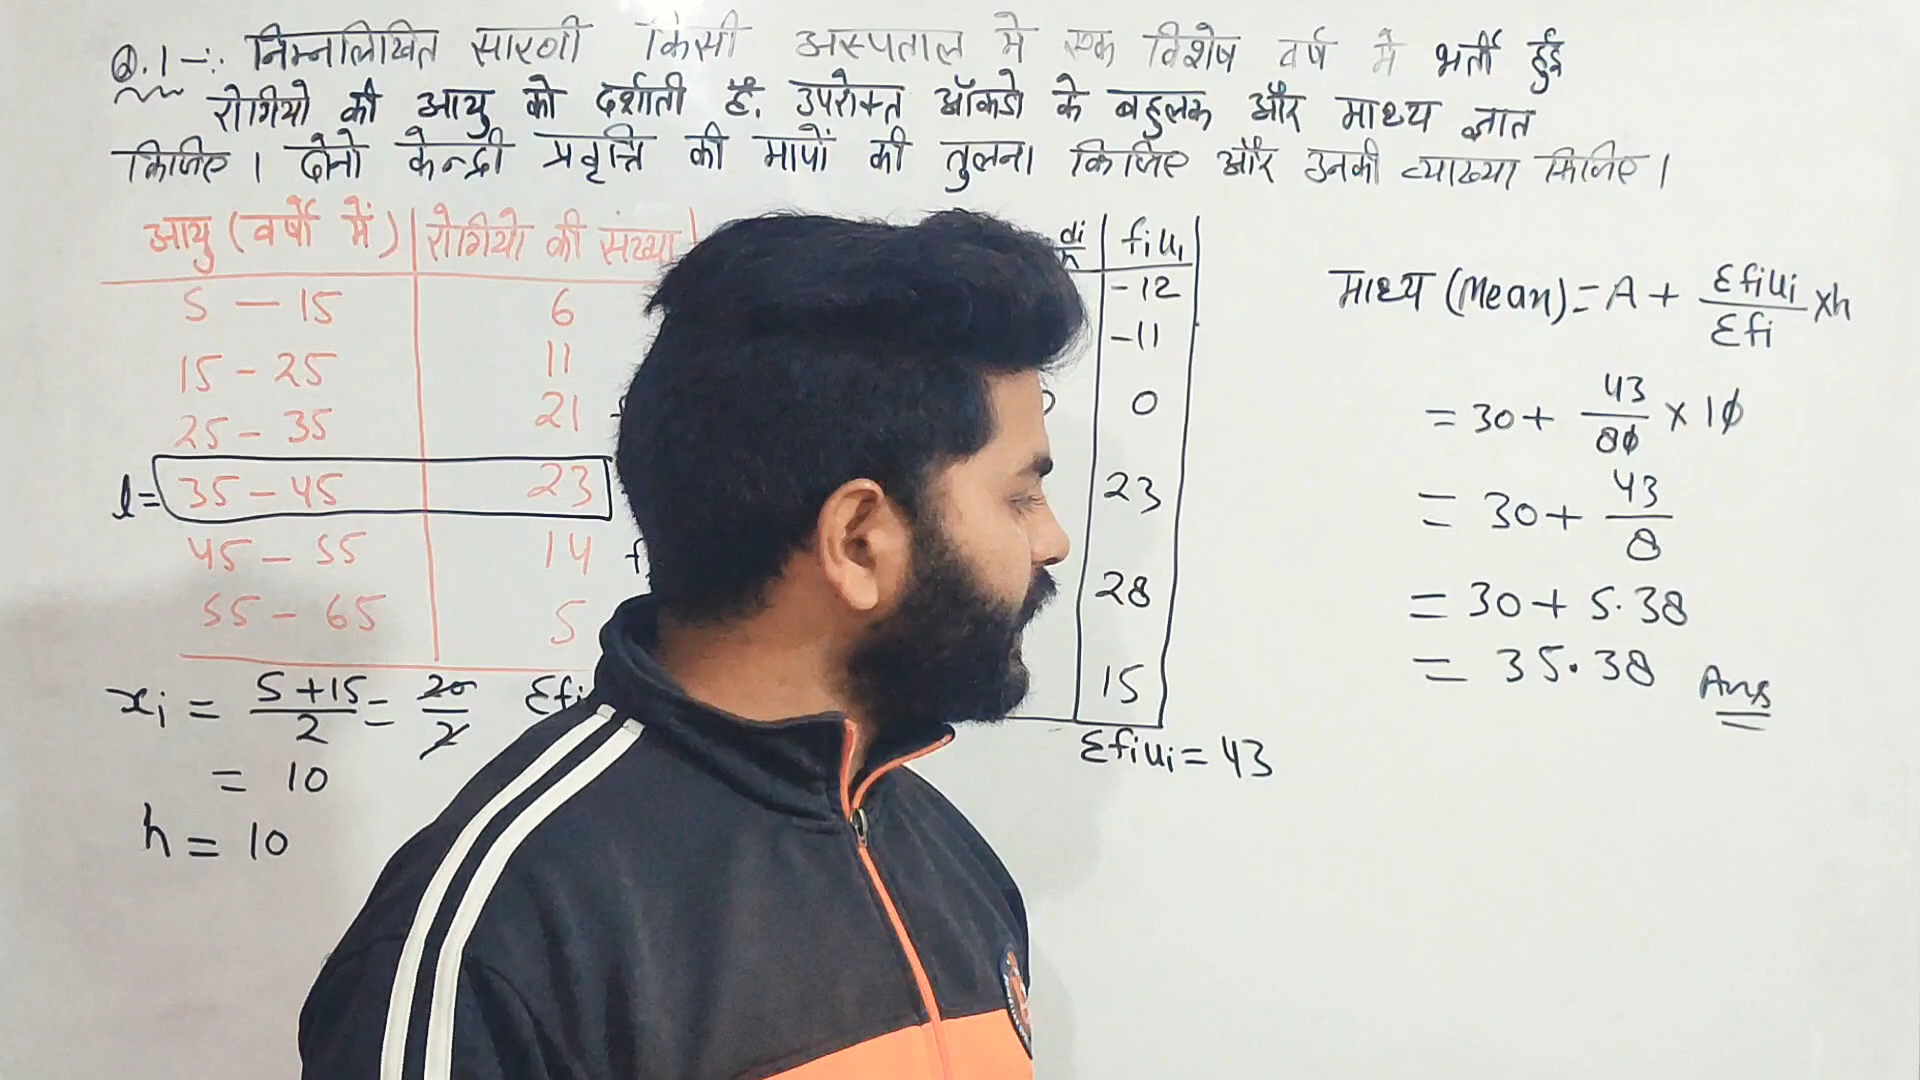 Q.1-: निम्नलिखित सारणी किसी अस्पताल मे एक विशेष वर्ष मे भर्ती हुई
रोगियो की आयु को दर्शाती है. उपरोक्त आँकडो के बहुलक और माध्य ज्ञात
किजिए । दोनो केन्द्री प्रवृत्ति की मापों की तुलना किजिए और उनकी व्याख्या किजिए ।
आयु (वर्षो में) रोगियो की संख्या di fiui
5 - 15 6 -12
15 - 25 11 -11
25 - 35 21 0
l= 35 - 45 23 23
45 - 55 14 f 28
55 - 65 5 15
xi = 5+15/2 = 20/2 Σfi
= 10
h = 10
Σfiui = 43
माध्य (Mean) = A + Σfiui/Σfi xh
= 30 + 43/80 x 10
= 30 + 43/8
= 30 + 5.38
= 35.38 Ans